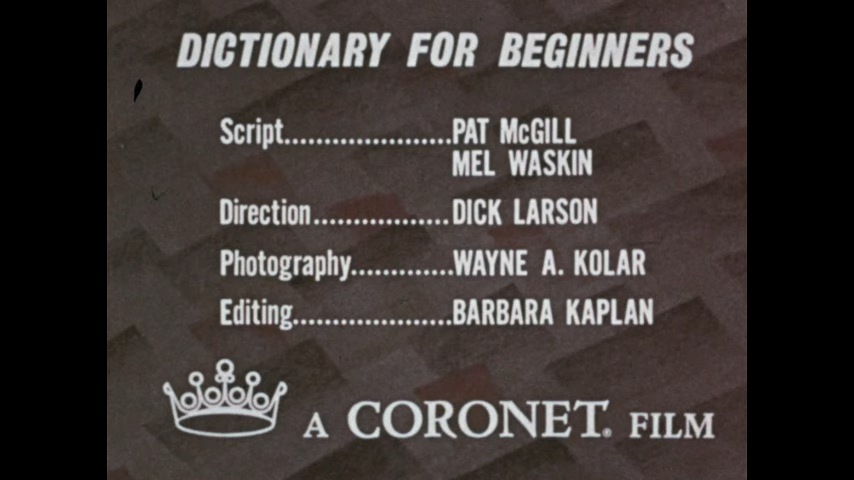 DICTIONARY FOR BEGINNERS
Script.....................PAT McGILL
MEL WASKIN
Direction.................DICK LARSON
Photography.............WAYNE A. KOLAR
Editing....................BARBARA KAPLAN
A CORONET® FILM